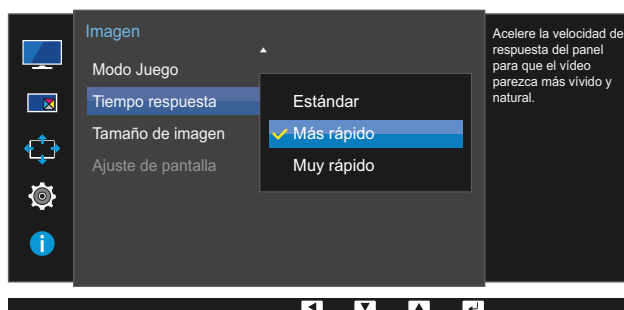 Imagen
Modo Juego
Tiempo respuesta
Tamaño de imagen
Ajuste de pantalla
Estándar
Más rápido
Muy rápido
Acelere la velocidad de
respuesta del panel
para que el vídeo
parezca más vívido y
natural.